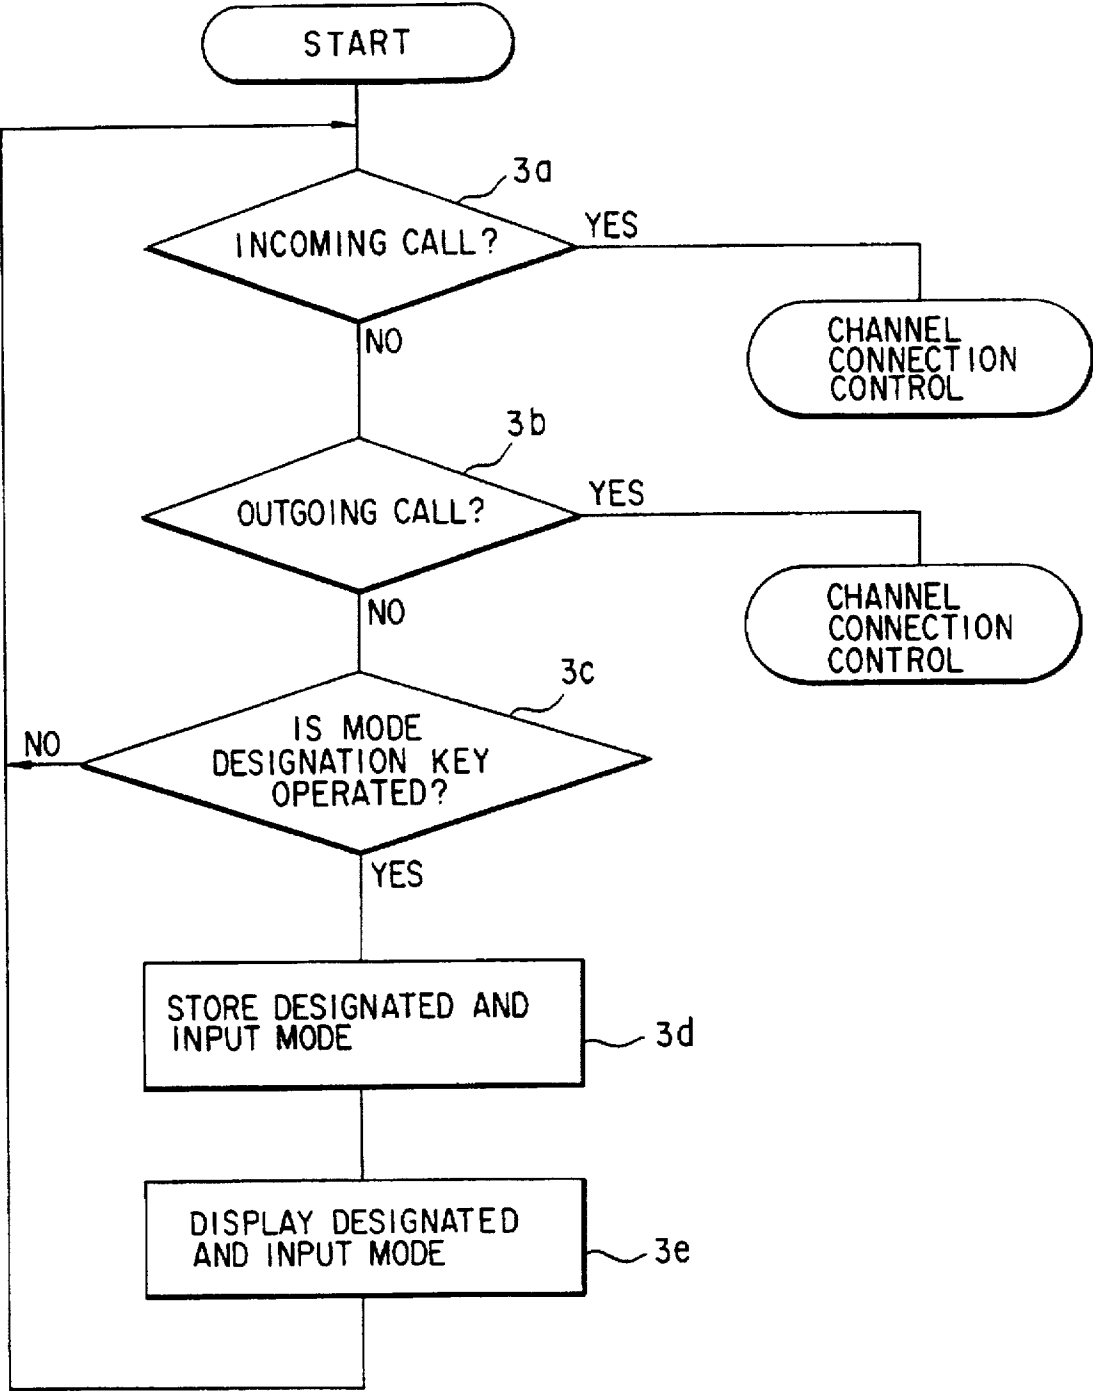 START
3a
INCOMING CALL?
YES
NO
CHANNEL
CONNECTION
CONTROL
3b
OUTGOING CALL?
YES
NO
CHANNEL
CONNECTION
CONTROL
3c
IS MODE
DESIGNATION KEY
OPERATED?
NO
YES
STORE DESIGNATED AND
INPUT MODE
3d
DISPLAY DESIGNATED
AND INPUT MODE
3e